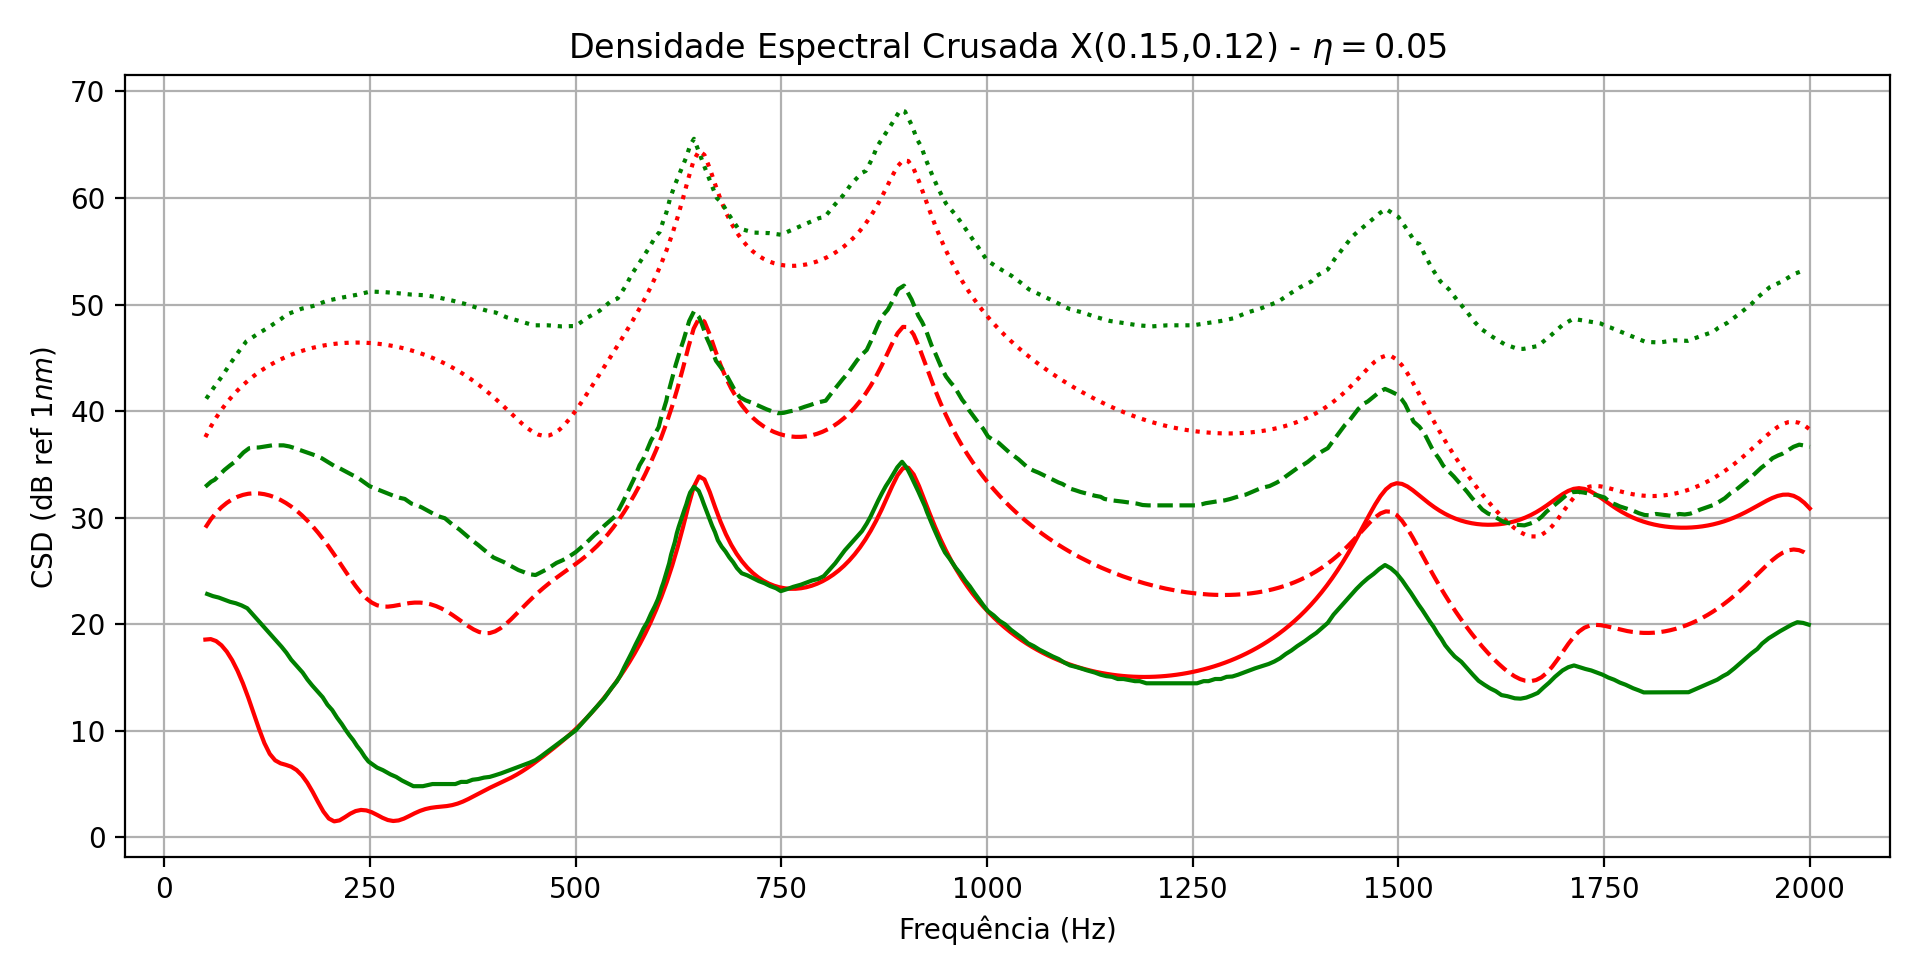 Densidade Espectral Crusada X(0.15,0.12) - η = 0.05
CSD (dB ref 1nm)
70
60
50
40
30
20
10
0
0 250 500 750 1000 1250 1500 1750 2000
Frequência (Hz)